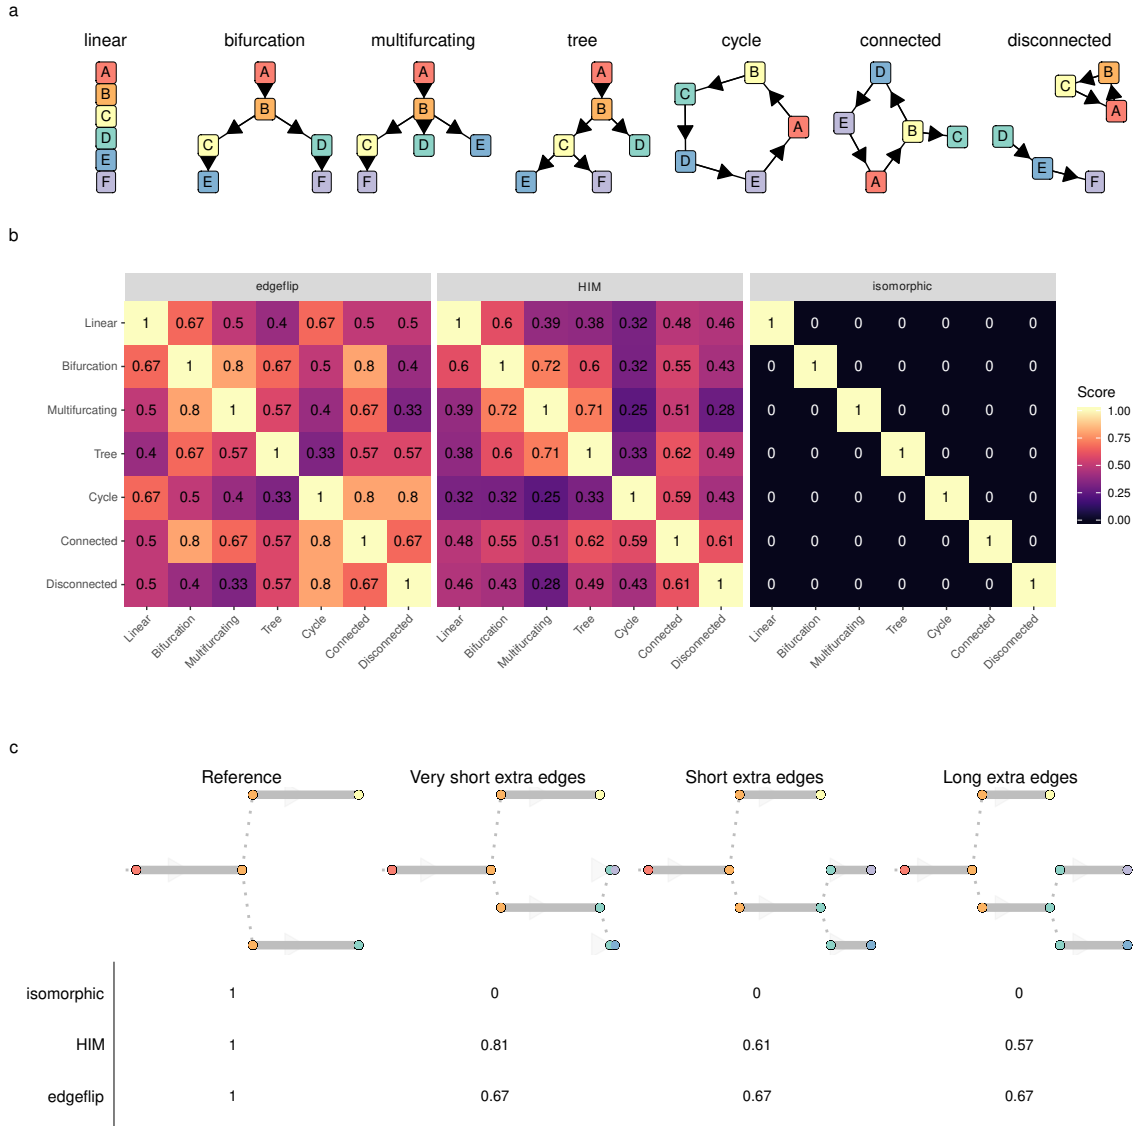 a
linear bifurcation multifurcating tree cycle connected disconnected
A
B
C
D
E
F
A
B
C D
E F
A
B
C D E
F
A
B
C D
E F
B
C
A
D
E
D
E B C
A
B
C
A
D
E
F
b
edgeflip HIM isomorphic
Linear 1 0.67 0.5 0.4 0.67 0.5 0.5 1 0.6 0.39 0.38 0.32 0.48 0.46 1 0 0 0 0 0 0
Bifurcation 0.67 1 0.8 0.67 0.5 0.8 0.4 0.6 1 0.72 0.6 0.32 0.55 0.43 0 1 0 0 0 0 0
Multifurcating 0.5 0.8 1 0.57 0.4 0.67 0.33 0.39 0.72 1 0.71 0.25 0.51 0.28 0 0 1 0 0 0 0
Tree 0.4 0.67 0.57 1 0.33 0.57 0.57 0.38 0.6 0.71 1 0.33 0.62 0.49 0 0 0 1 0 0 0
Cycle 0.67 0.5 0.4 0.33 1 0.8 0.8 0.32 0.32 0.25 0.33 1 0.59 0.43 0 0 0 0 1 0 0
Connected 0.5 0.8 0.67 0.57 0.8 1 0.67 0.48 0.55 0.51 0.62 0.59 1 0.61 0 0 0 0 0 1 0
Disconnected 0.5 0.4 0.33 0.57 0.8 0.67 1 0.46 0.43 0.28 0.49 0.43 0.61 1 0 0 0 0 0 0 1
Linear Bifurcation Multifurcating Tree Cycle Connected Disconnected Linear Bifurcation Multifurcating Tree Cycle Connected Disconnected Linear Bifurcation Multifurcating Tree Cycle Connected Disconnected
Score
1.00
0.75
0.50
0.25
0.00
c
Reference Very short extra edges Short extra edges Long extra edges
isomorphic 1 0 0 0
HIM 1 0.81 0.61 0.57
edgeflip 1 0.67 0.67 0.67